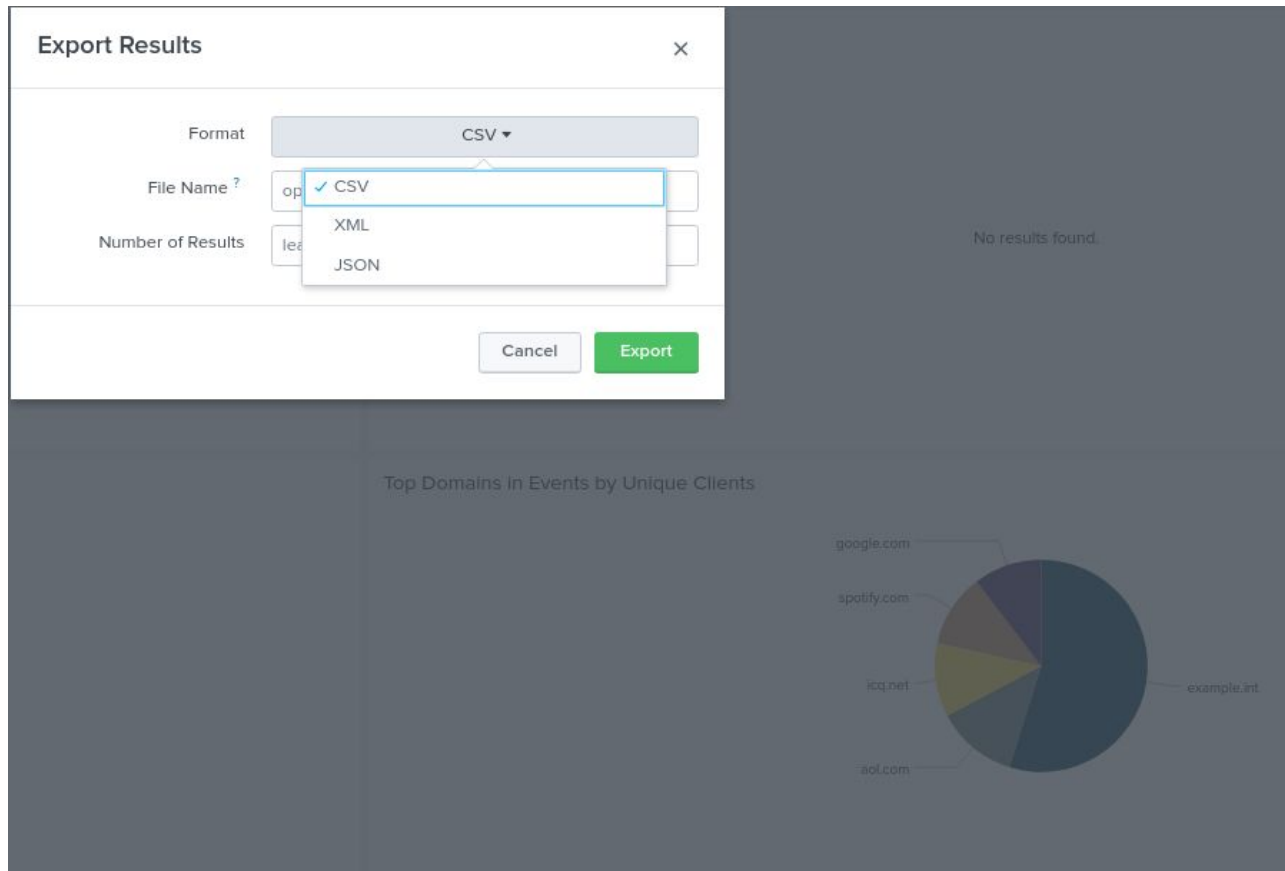 Export Results ×
Format CSV ▾
File Name ? op
✓ CSV
XML
Number of Results lea
JSON
Cancel Export
No results found.
Top Domains in Events by Unique Clients
google.com
spotify.com
icq.net
example.int
aol.com